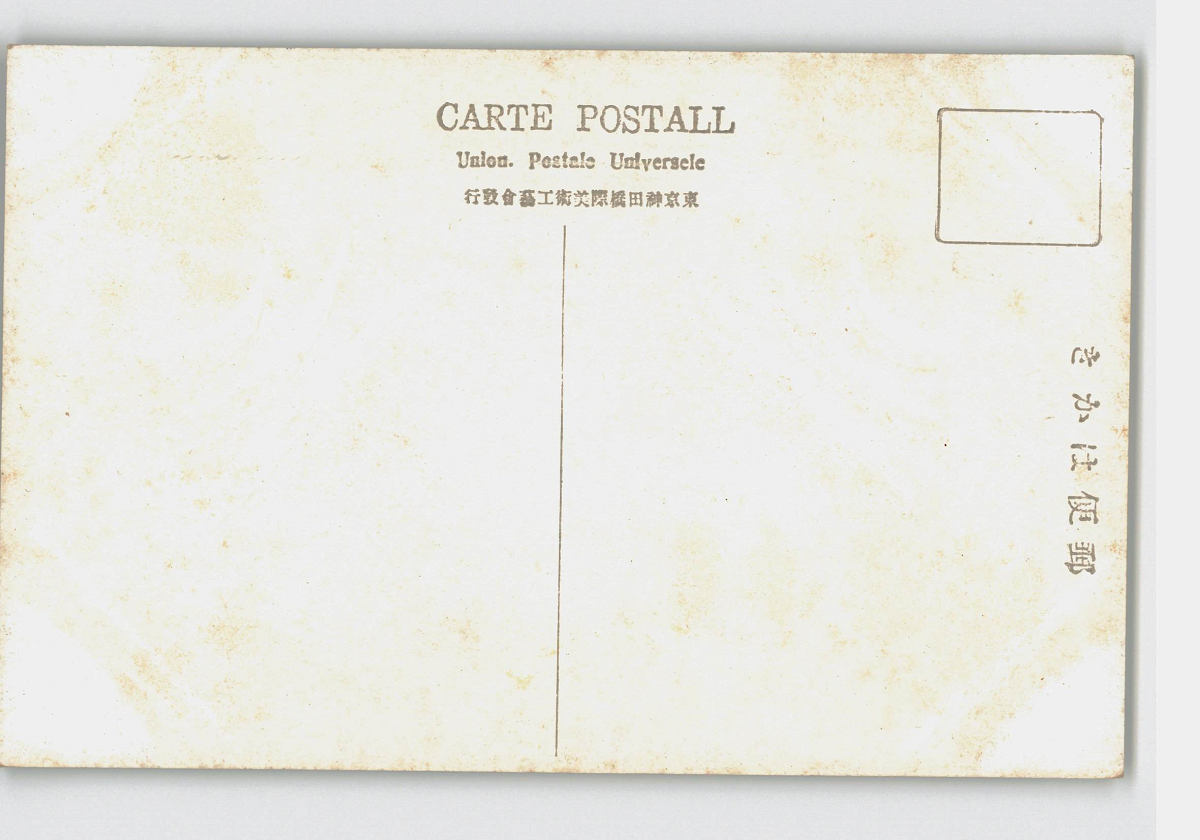 CARTE POSTALL
Union. Postale Universele
行發會藝工術美際橋田神京東
きかは便郵